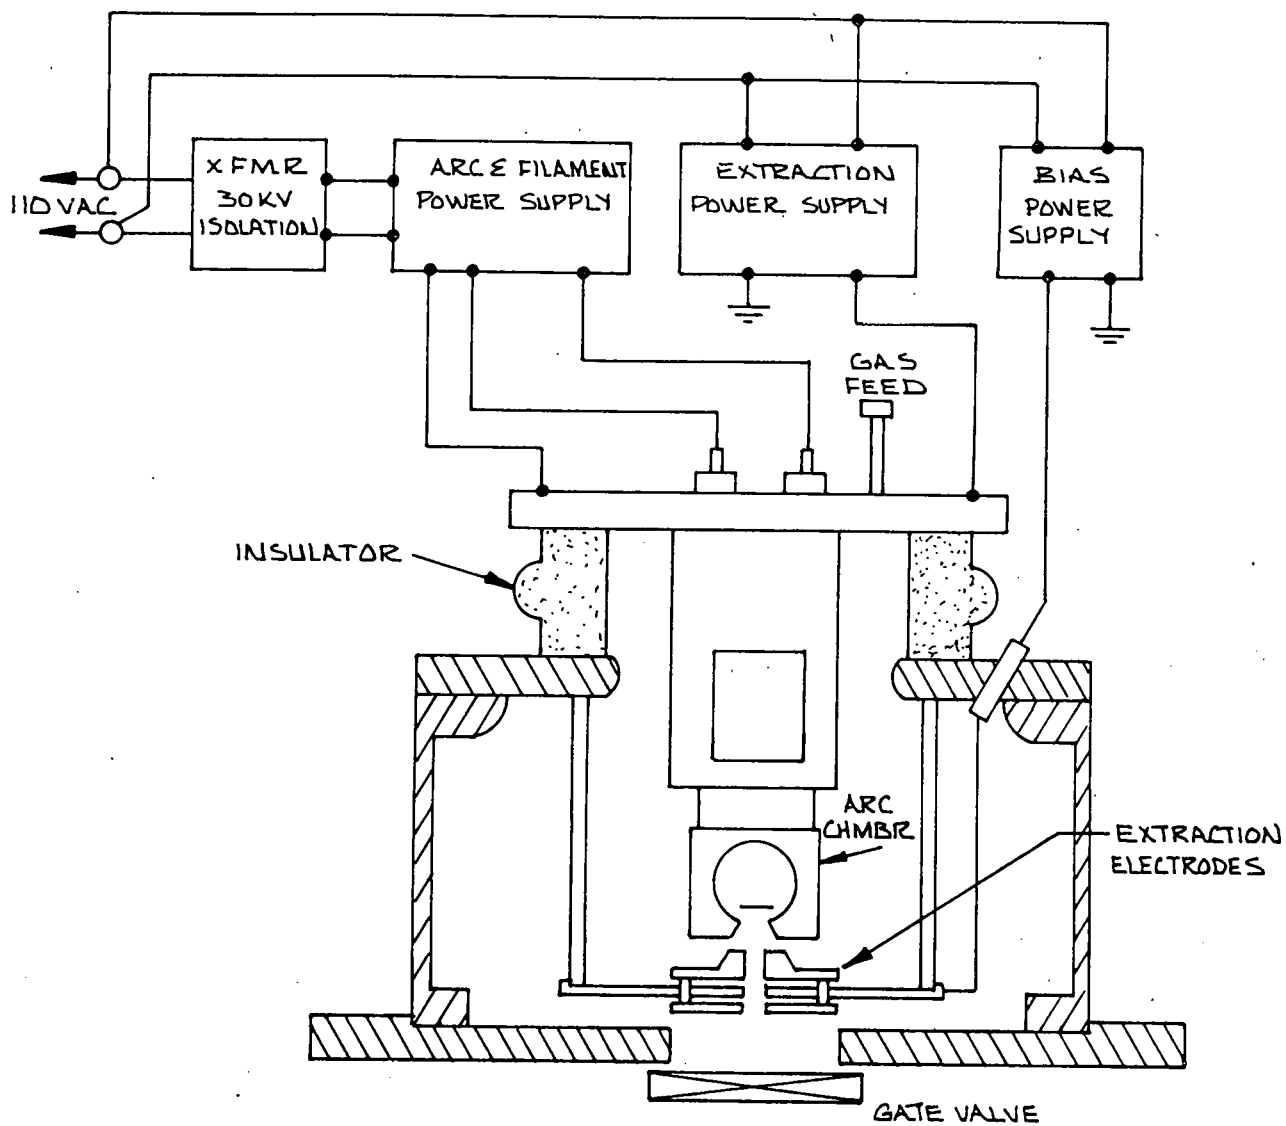 110 VAC
XFMR
30KV
ISOLATION
ARC & FILAMENT
POWER SUPPLY
EXTRACTION
POWER SUPPLY
BIAS
POWER
SUPPLY
GAS
FEED
INSULATOR
ARC
CHMBR
EXTRACTION
ELECTRODES
GATE VALVE